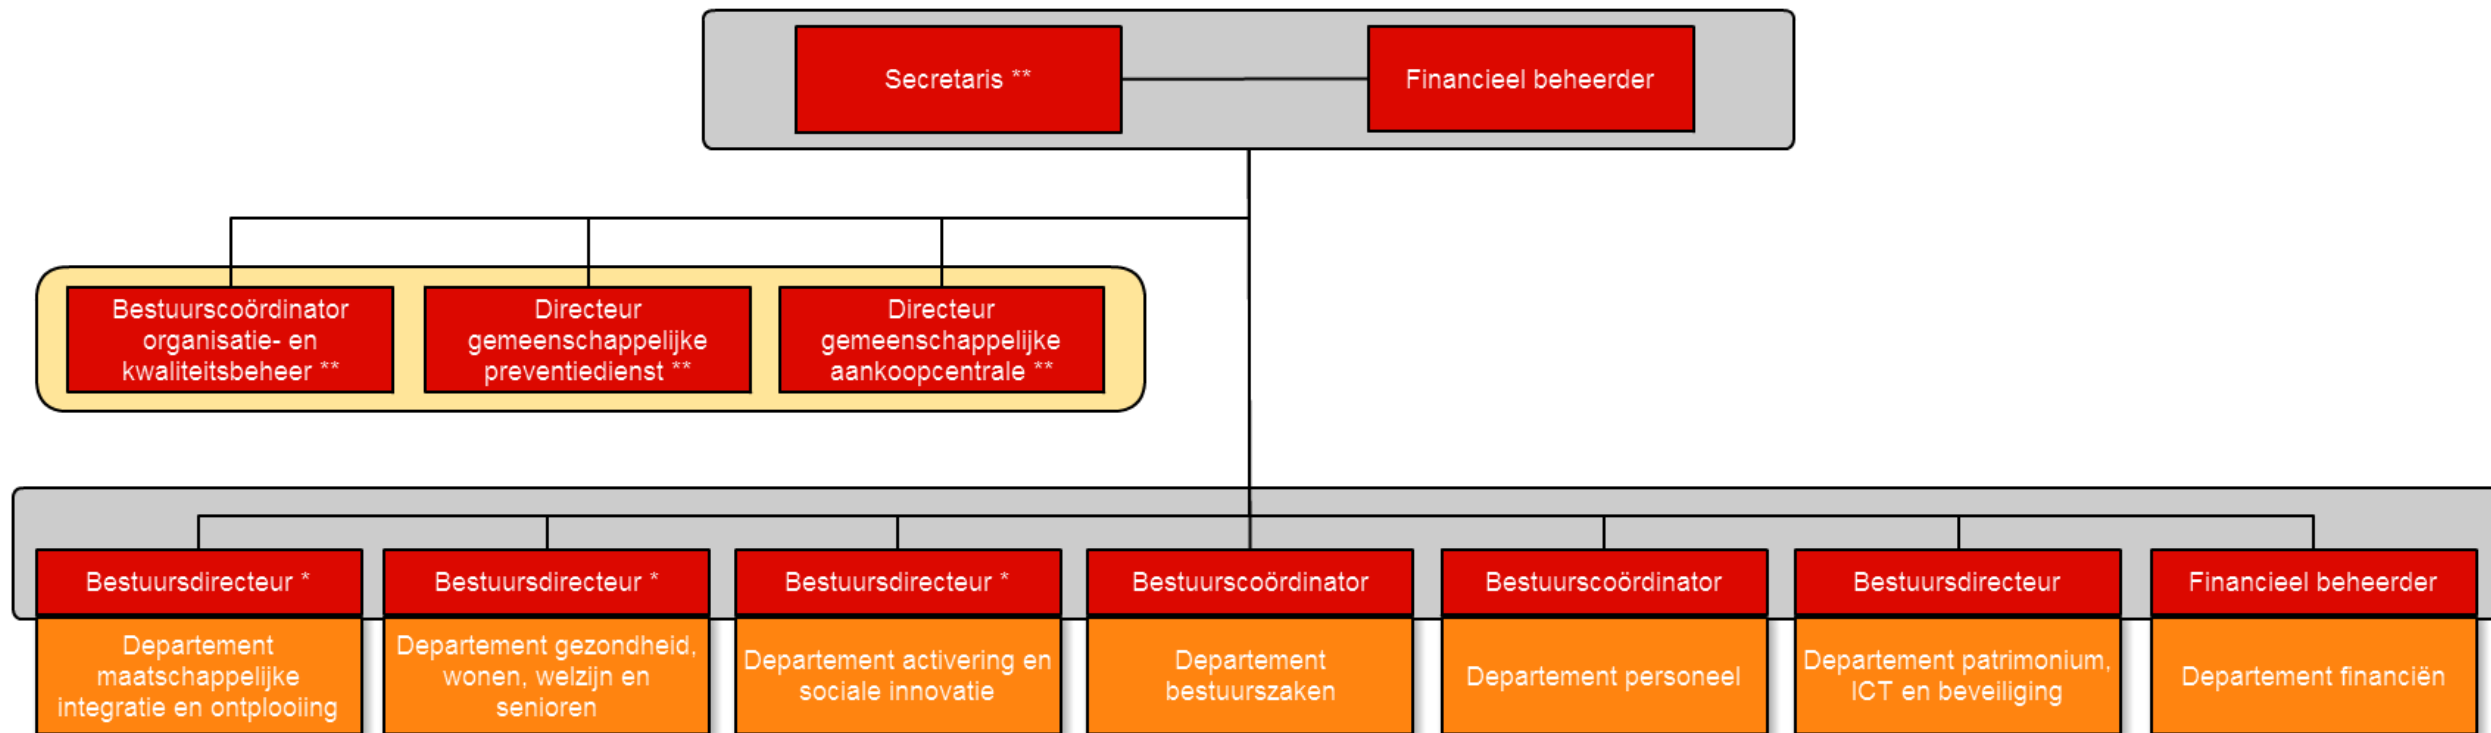 Secretaris **
Financieel beheerder
Bestuurscoördinator
organisatie- en
kwaliteitsbeheer **
Directeur
gemeenschappelijke
preventiedienst **
Directeur
gemeenschappelijke
aankoopcentrale **
Bestuursdirecteur *
Bestuursdirecteur *
Bestuursdirecteur *
Bestuurscoördinator
Bestuurscoördinator
Bestuursdirecteur
Financieel beheerder
Departement
maatschappelijke
integratie en ontplooiing
Departement gezondheid,
wonen, welzijn en
senioren
Departement activering en
sociale innovatie
Departement
bestuurszaken
Departement personeel
Departement patrimonium,
ICT en beveiliging
Departement financiën